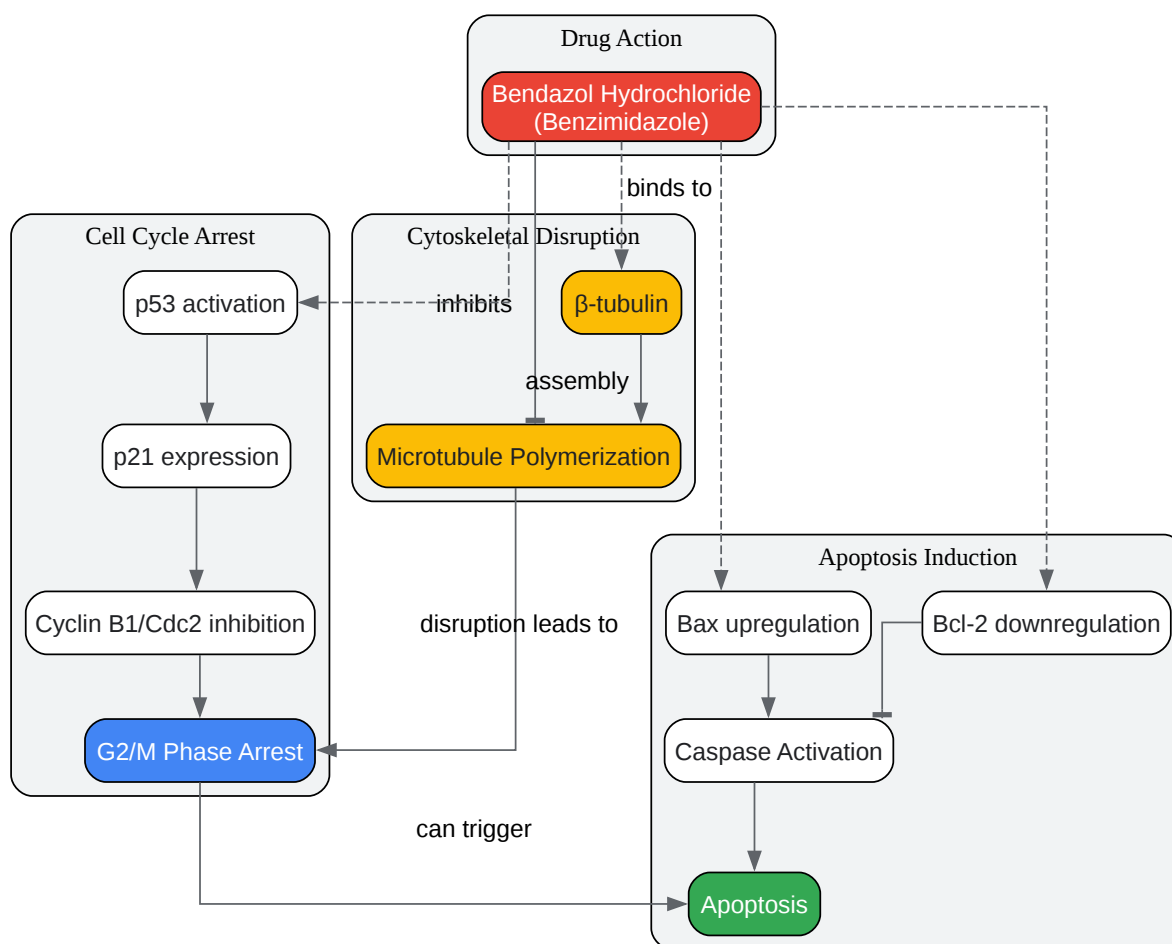 Drug Action
Bendazol Hydrochloride
(Benzimidazole)
binds to
Cell Cycle Arrest
Cytoskeletal Disruption
p53 activation
inhibits
β-tubulin
assembly
p21 expression
Microtubule Polymerization
Apoptosis Induction
Cyclin B1/Cdc2 inhibition
disruption leads to
Bax upregulation
Bcl-2 downregulation
G2/M Phase Arrest
Caspase Activation
can trigger
Apoptosis